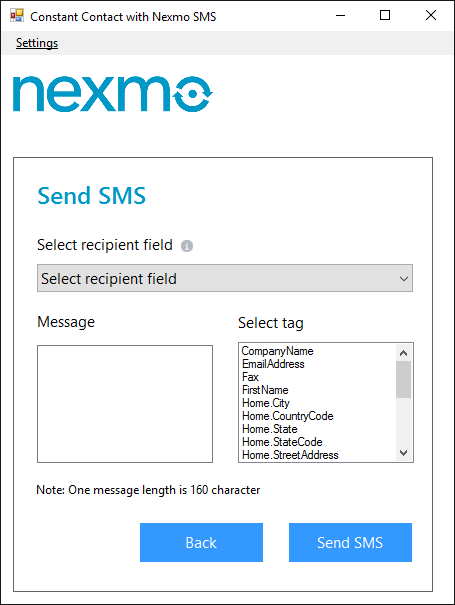 Constant Contact with Nexmo SMS
Settings
nexmo
Send SMS
Select recipient field
Select recipient field
Message
Select tag
CompanyName
EmailAddress
Fax
FirstName
Home.City
Home.CountryCode
Home.State
Home.StateCode
Home.StreetAddress
Note: One message length is 160 character
Back
Send SMS